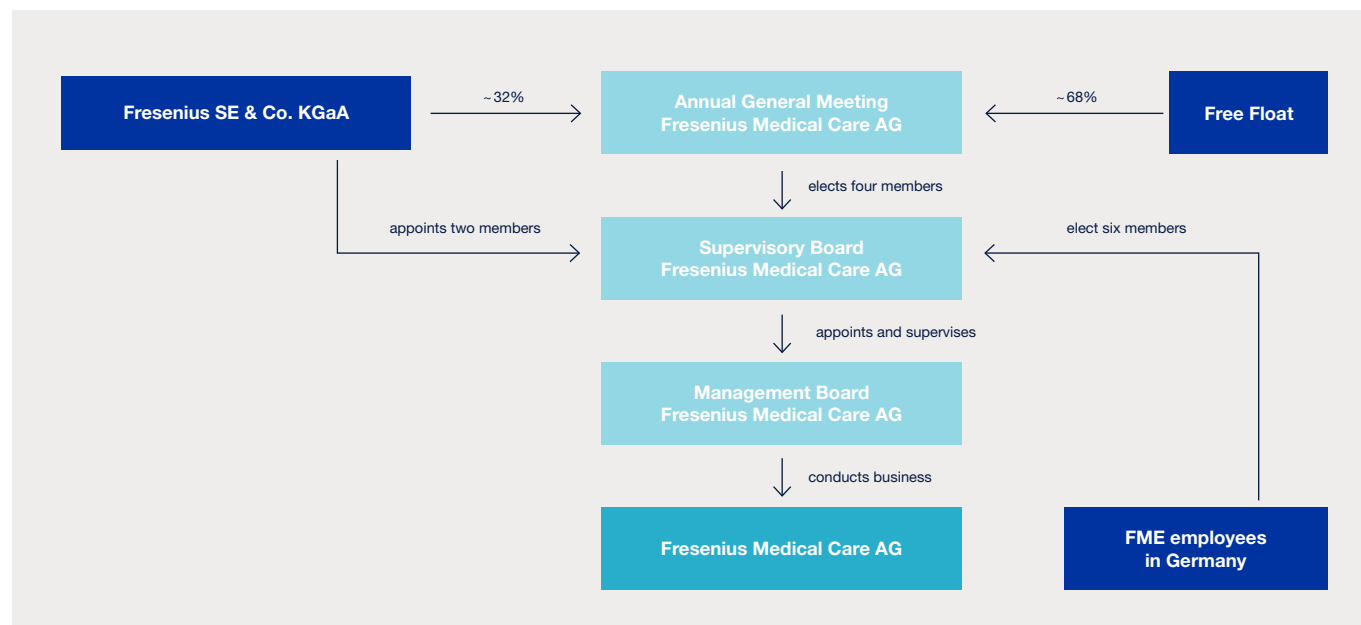 Fresenius SE & Co. KGaA
~32%
Annual General Meeting
Fresenius Medical Care AG
~68%
Free Float
elects four members
appoints two members
Supervisory Board
Fresenius Medical Care AG
elect six members
appoints and supervises
Management Board
Fresenius Medical Care AG
conducts business
Fresenius Medical Care AG
FME employees
in Germany